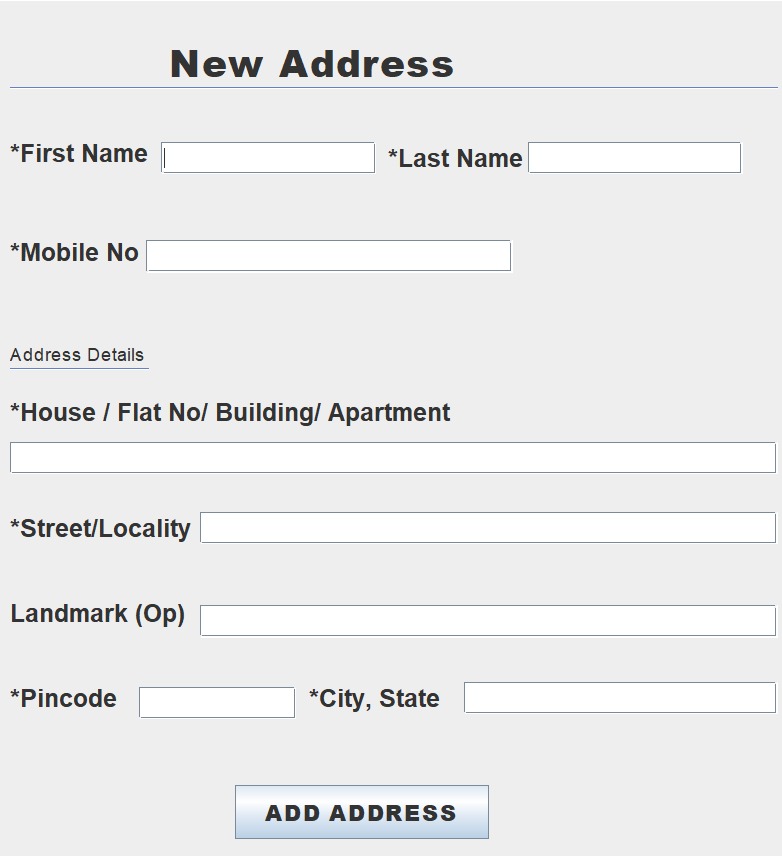 New Address
*First Name *Last Name
*Mobile No
Address Details
*House / Flat No/ Building/ Apartment
*Street/Locality
Landmark (Op)
*Pincode *City, State
ADD ADDRESS